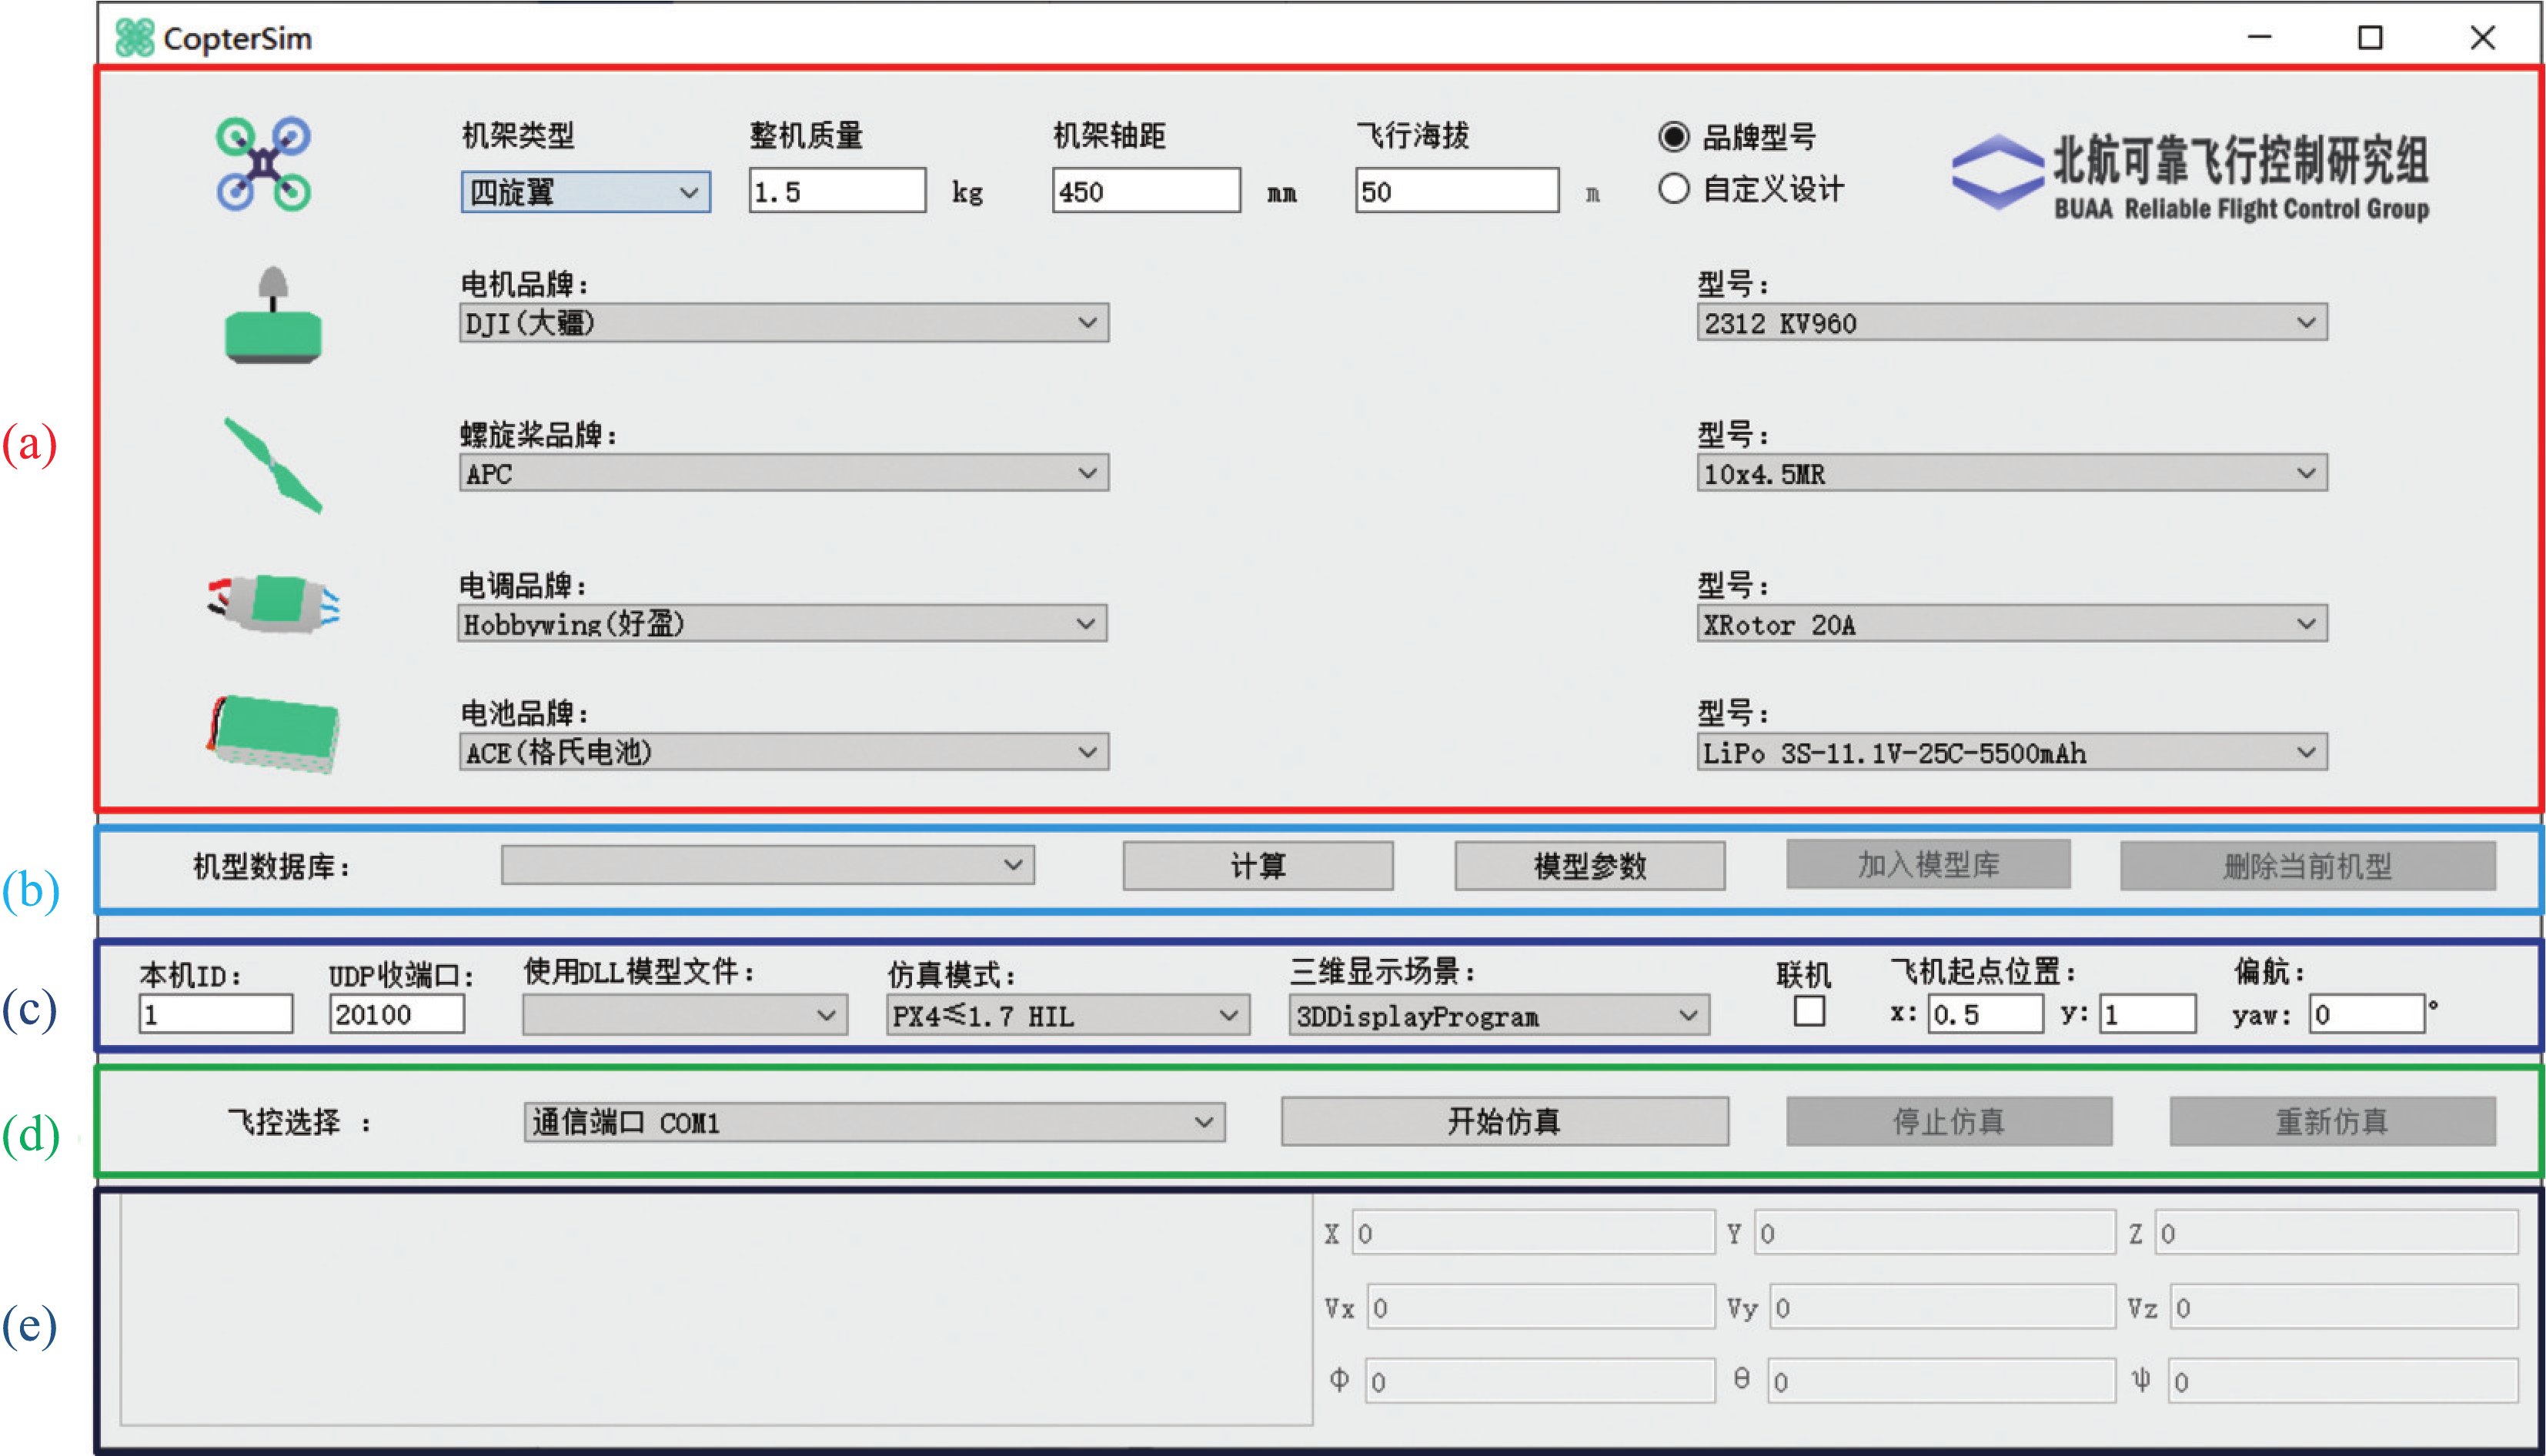 CopterSim
机架类型 整机质量 机架轴距 飞行海拔 品牌型号
四旋翼 1.5 kg 450 mm 50 m 自定义设计
北航可靠飞行控制研究组
BUAA Reliable Flight Control Group
电机品牌: 型号:
DJI(大疆) 2312 KV960
(a)
螺旋桨品牌: 型号:
APC 10x4.5MR
电调品牌: 型号:
Hobbywing(好盈) XRotor 20A
电池品牌: 型号:
ACE(格氏电池) LiPo 3S-11.1V-25C-5500mAh
(b)
机型数据库: 计算 模型参数 加入模型库 删除当前机型
(c)
本机ID: UDP收端口: 使用DLL模型文件: 仿真模式: 三维显示场景: 联机 飞机起点位置: 偏航:
1 20100 PX4≤1.7 HIL 3DDisplayProgram x: 0.5 y: 1 yaw: 0 °
(d)
飞控选择 : 通信端口 COM1 开始仿真 停止仿真 重新仿真
(e)
X 0 Y 0 Z 0
Vx 0 Vy 0 Vz 0
Φ 0 θ 0 ψ 0